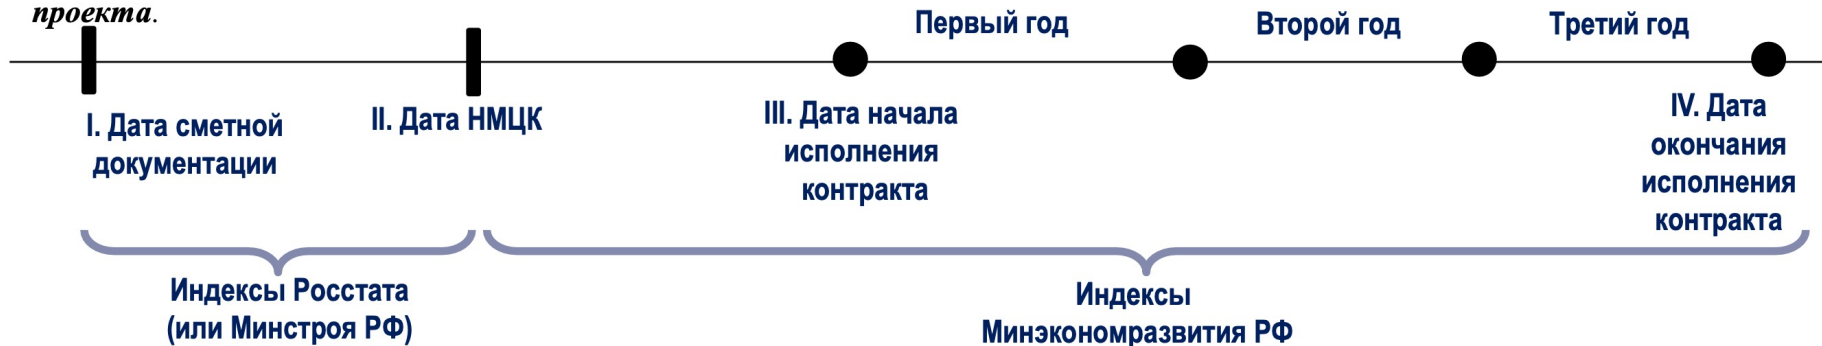 проекта.
Первый год
Второй год
Третий год
I. Дата сметной
документации
II. Дата НМЦК
III. Дата начала
исполнения
контракта
IV. Дата
окончания
исполнения
контракта
Индексы Росстата
(или Минстроя РФ)
Индексы
Минэкономразвития РФ